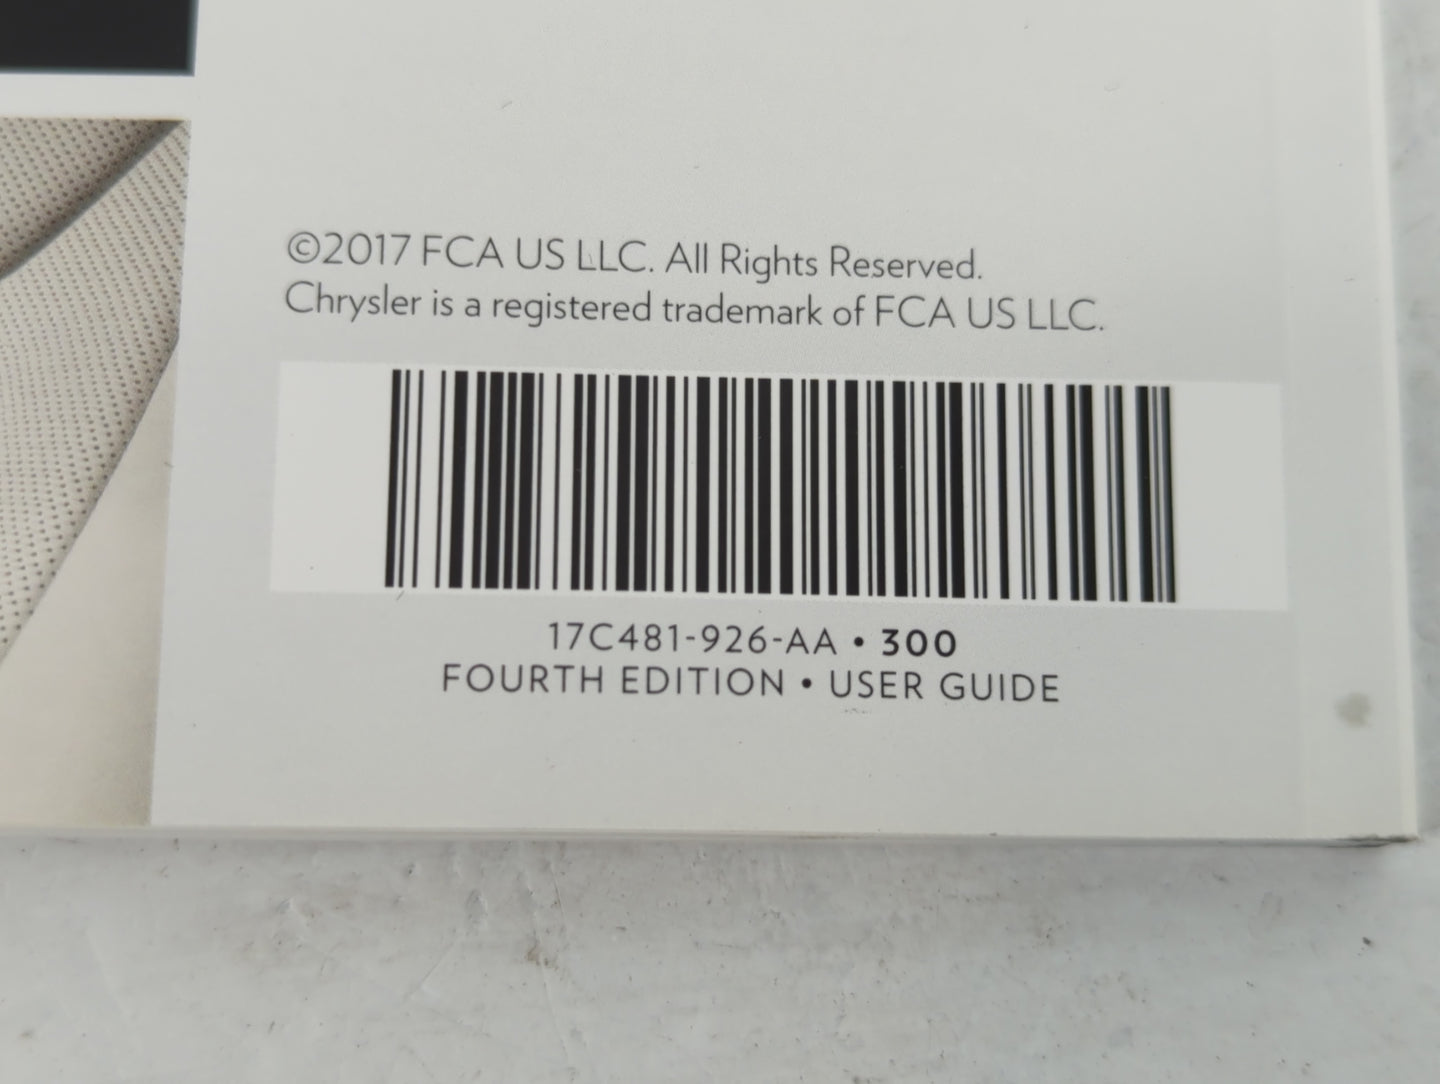 ©2017 FCA US LLC. All Rights Reserved.
Chrysler is a registered trademark of FCA US LLC.
17C481-926-AA • 300
FOURTH EDITION • USER GUIDE